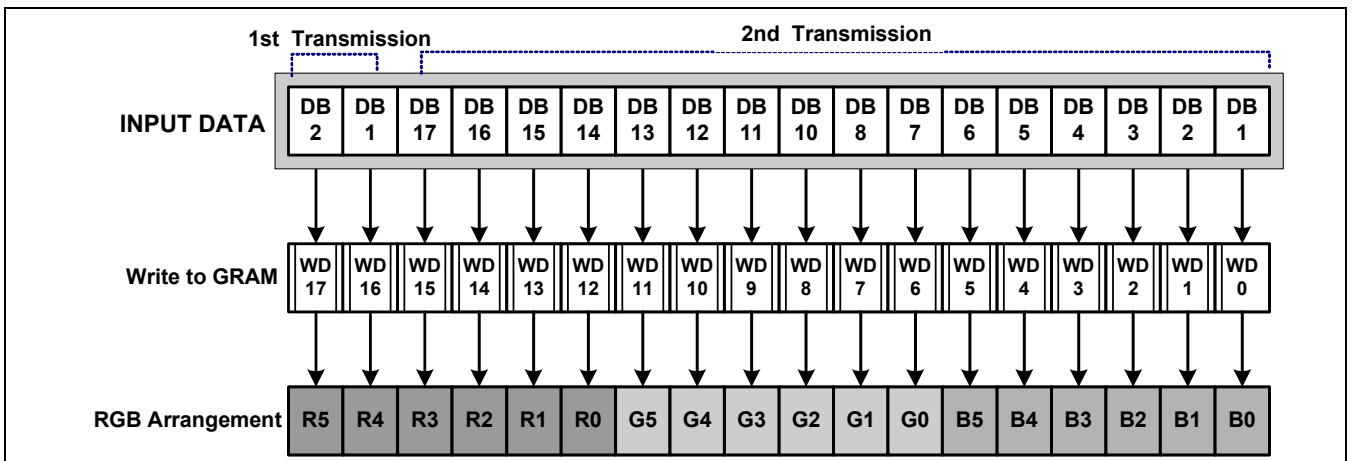 1st Transmission 2nd Transmission
INPUT DATA DB 2 DB 1 DB 17 DB 16 DB 15 DB 14 DB 13 DB 12 DB 11 DB 10 DB 8 DB 7 DB 6 DB 5 DB 4 DB 3 DB 2 DB 1
Write to GRAM WD 17 WD 16 WD 15 WD 14 WD 13 WD 12 WD 11 WD 10 WD 9 WD 8 WD 7 WD 6 WD 5 WD 4 WD 3 WD 2 WD 1 WD 0
RGB Arrangement R5 R4 R3 R2 R1 R0 G5 G4 G3 G2 G1 G0 B5 B4 B3 B2 B1 B0